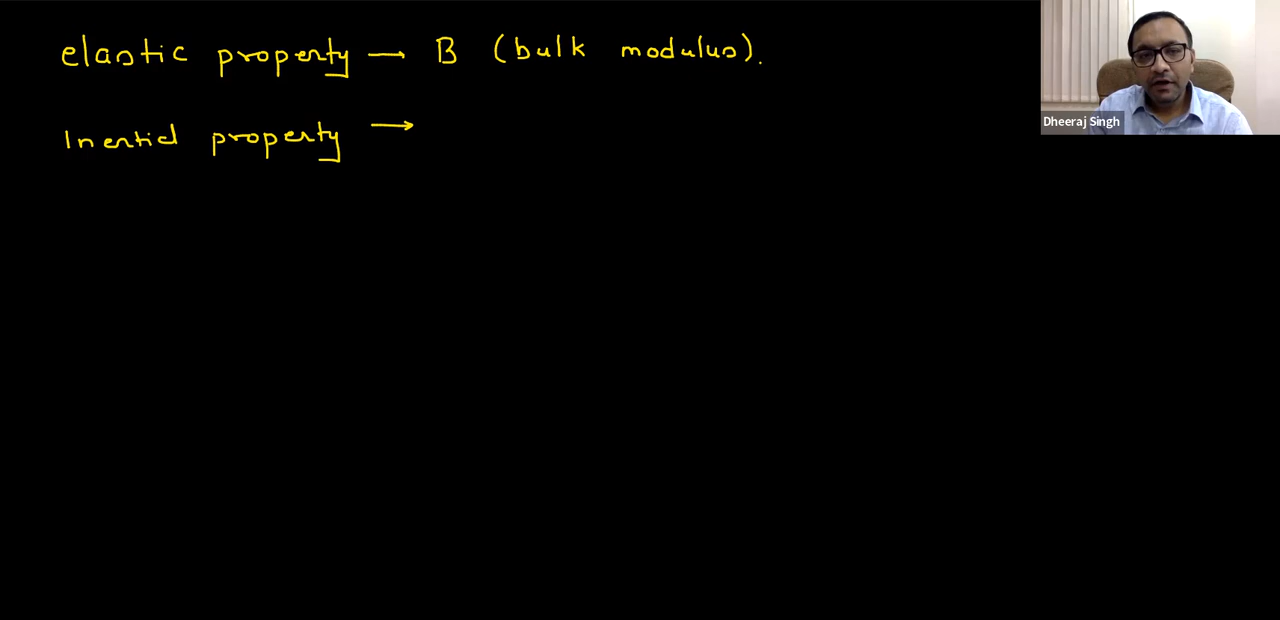 elastic property — B (bulk modulus).
Inertial property →
Dheeraj Singh